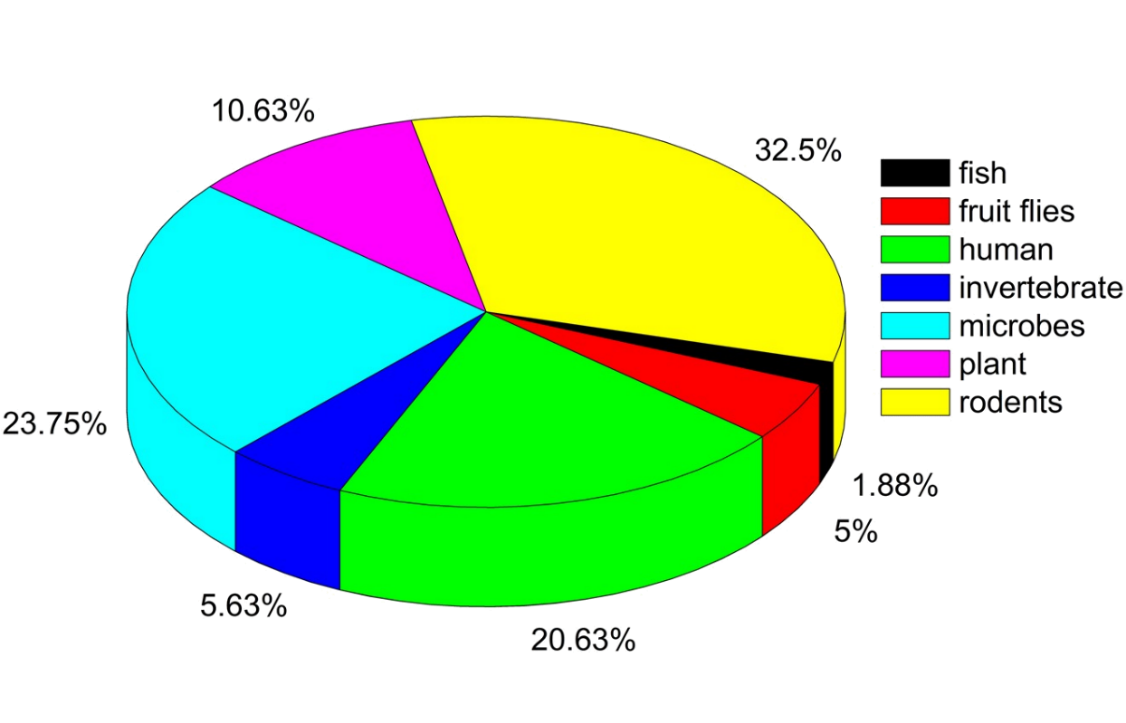 10.63%
32.5%
fish
fruit flies
human
invertebrate
microbes
plant
rodents
23.75%
1.88%
5%
5.63%
20.63%